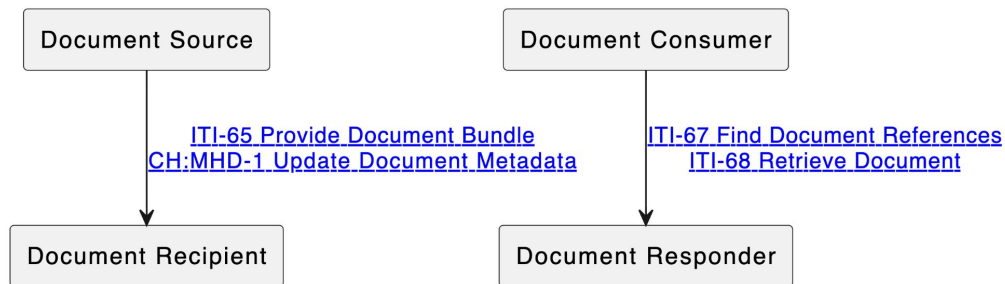 Document Source
Document Consumer
ITI-65 Provide Document Bundle
CH:MHD-1 Update Document Metadata
ITI-67 Find Document References
ITI-68 Retrieve Document
Document Recipient
Document Responder